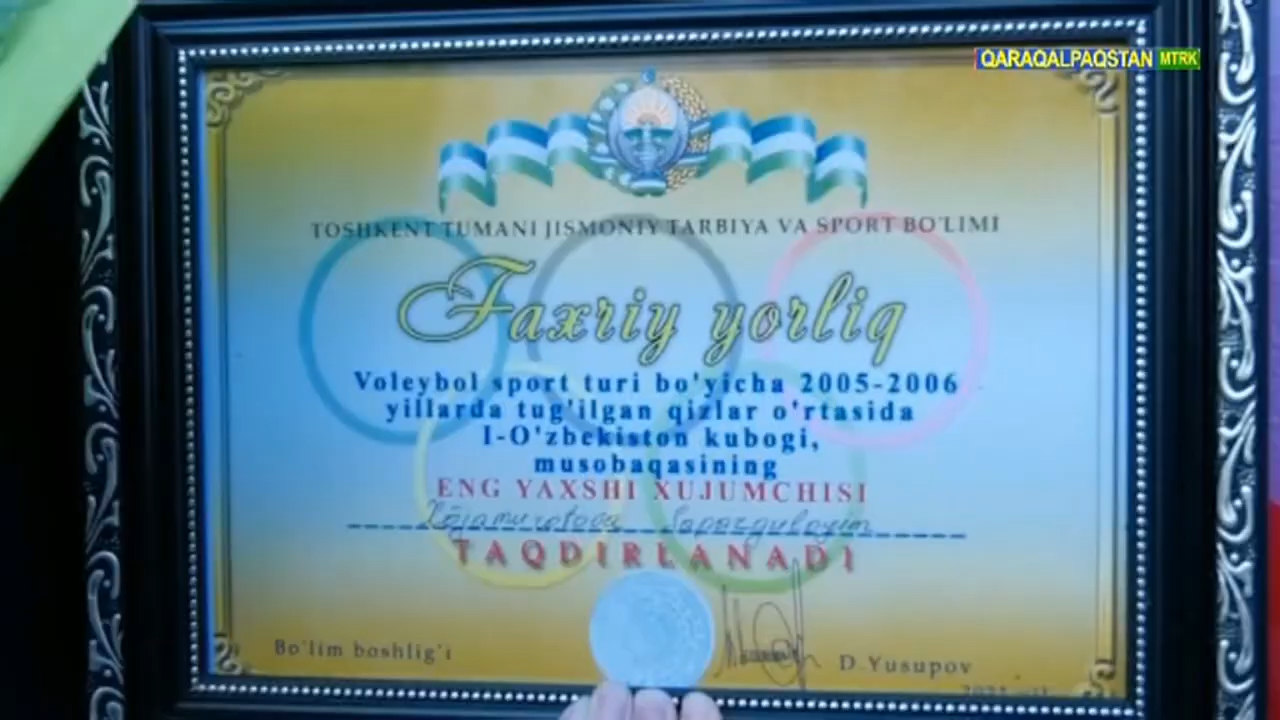 QARAQALPAQSTAN MTRK
TOSHKENT TUMANI JISMONIY TARBIYA VA SPORT BO'LIMI
Faxriy yorliq
Voleybol sport turi bo'yicha 2005-2006
yillarda tug'ilgan qizlar o'rtasida
I-O'zbekiston kubogi,
musobaqasining
ENG YAXSHI XUJUMCHISI
TAQDIRLANADI
Bo'lim boshlig'i
D.Yusupov